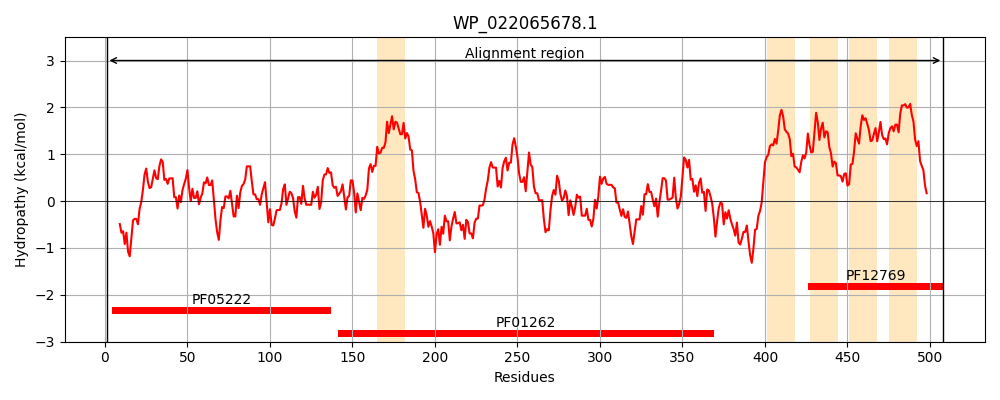 WP_022065678.1
Alignment region
3
2
1
0
−1
−2
−3
Hydropathy (kcal/mol)
PF12769
PF05222
PF01262
0 50 100 150 200 250 300 350 400 450 500
Residues